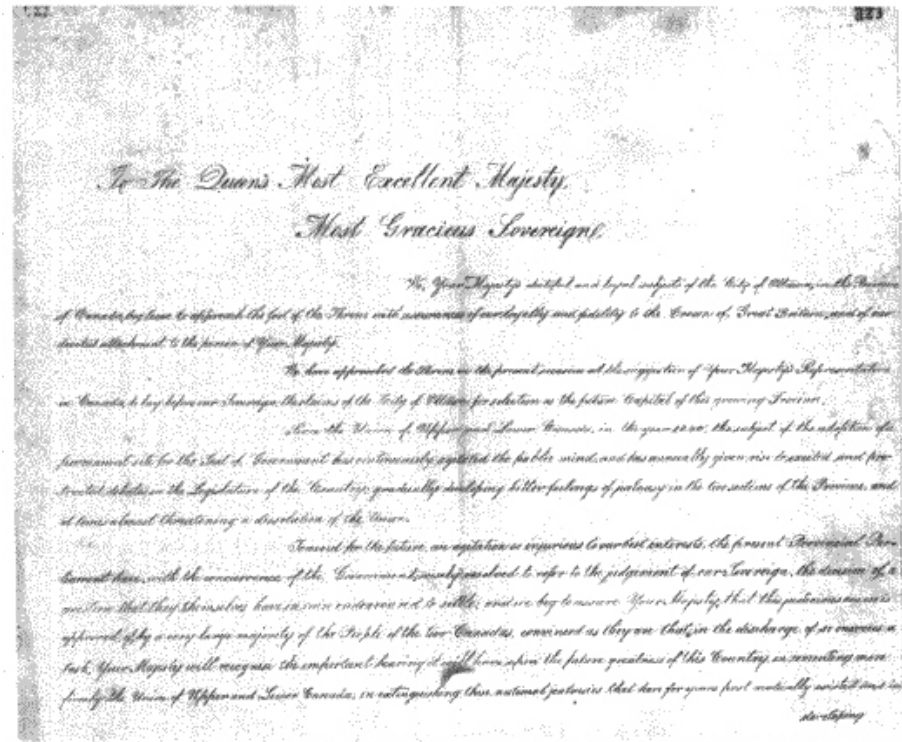 To The Queen's Most Excellent Majesty,
Most Gracious Sovereign,
We, Your Majesty's dutiful and loyal subjects of the City of Ottawa, in the Province
of Canada, beg leave to approach the foot of the Throne with assurances of our loyalty and fidelity to the Crown of Great Britain, and of our
devoted attachment to the person of Your Majesty.
We have approached the Throne on the present occasion at the suggestion of Your Majesty's Representative
in Canada, to lay before our Sovereign, the claims of the City of Ottawa for selection as the future Capital of this growing Province.
Since the Union of Upper and Lower Canada, in the year 1840, the subject of the adoption of a
permanent site for the Seat of Government has continuously agitated the public mind, and has annually given rise to excited and pro-
tracted debates in the Legislature of the Country, gradually developing bitter feelings of jealousy in the two sections of the Province, and
at times almost threatening a dissolution of the Union.
To avoid for the future, an agitation so injurious to our best interests, the present Provincial Par-
liament have, with the concurrence of the Government, wisely resolved to refer to the judgement of our Sovereign, the decision of a
question that they themselves have in vain endeavoured to settle; and we beg to assure Your Majesty, that this judicious course is
approved of by a very large majority of the People of the two Canadas, convinced as they are that, in the discharge of so onerous a
task, Your Majesty will recognise the important bearing it will have upon the future greatness of this Country, in cementing more
firmly the Union of Upper and Lower Canada, in extinguishing those national jealousies that have for years past naturally existed and in
developing